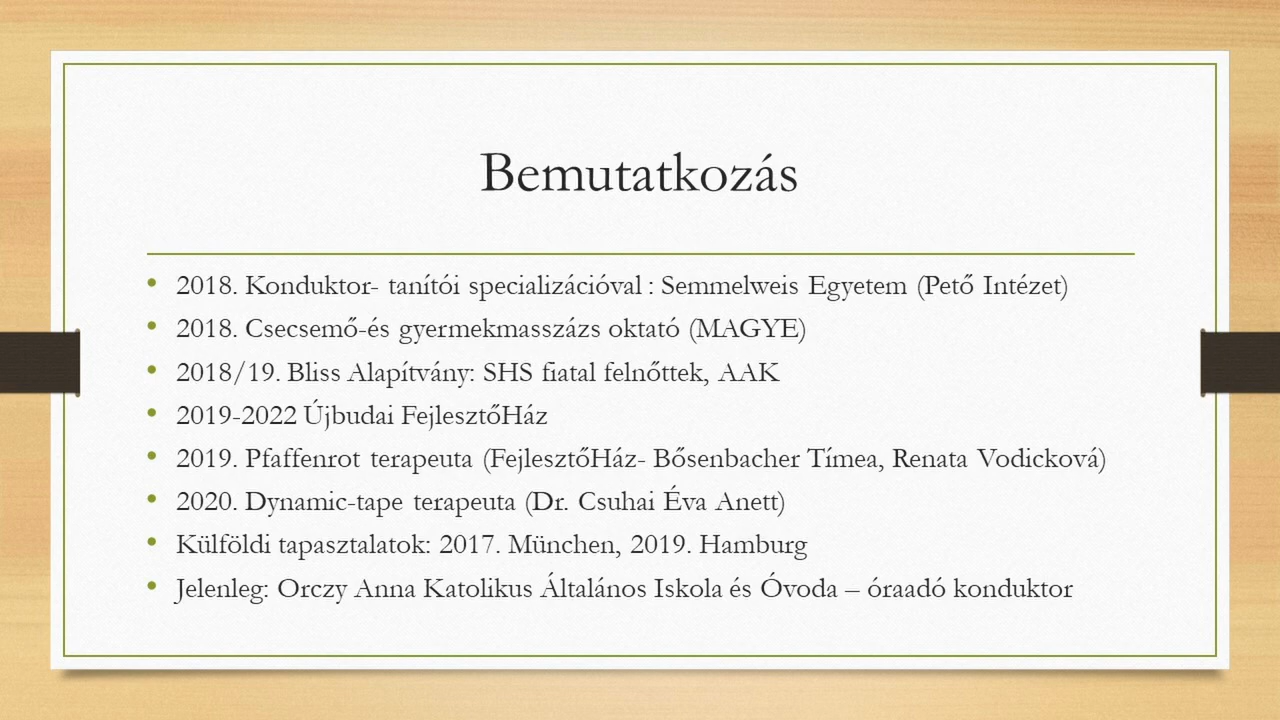 Bemutatkozás
• 2018. Konduktor- tanítói specializációval : Semmelweis Egyetem (Pető Intézet)
• 2018. Csecsemő-és gyermekmasszázs oktató (MAGYE)
• 2018/19. Bliss Alapítvány: SHS fiatal felnőttek, AAK
• 2019-2022 Újbudai FejlesztőHáz
• 2019. Pfaffenrot terapeuta (FejlesztőHáz- Bősenbacher Tímea, Renata Vodicková)
• 2020. Dynamic-tape terapeuta (Dr. Csuhai Éva Anett)
• Külföldi tapasztalatok: 2017. München, 2019. Hamburg
• Jelenleg: Orczy Anna Katolikus Általános Iskola és Óvoda – óraadó konduktor